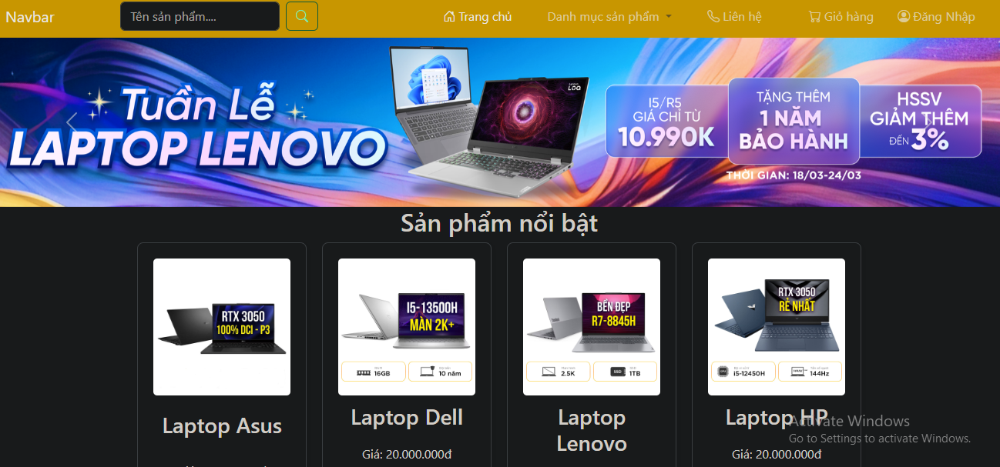 Navbar
Tên sản phẩm....
Trang chủ
Danh mục sản phẩm
Liên hệ
Giỏ hàng
Đăng Nhập
Tuần Lễ
LAPTOP LENOVO
LOQ
I5/R5
GIÁ CHỈ TỪ
10.990K
TẶNG THÊM
1 NĂM
BẢO HÀNH
HSSV
GIẢM THÊM
ĐẾN 3%
THỜI GIAN: 18/03-24/03
Sản phẩm nổi bật
RTX 3050
100% DCI - P3
I5-13500H
MÀN 2K+
16GB
10 năm
BỀN ĐẸP
R7-8845H
2.5K
SSD
1TB
RTX 3050
RẺ NHẤT
i5-12450H
144Hz
Laptop Asus
Laptop Dell
Giá: 20.000.000đ
Laptop
Lenovo
Laptop HP
Giá: 20.000.000đ
Activate Windows
Go to Settings to activate Windows.